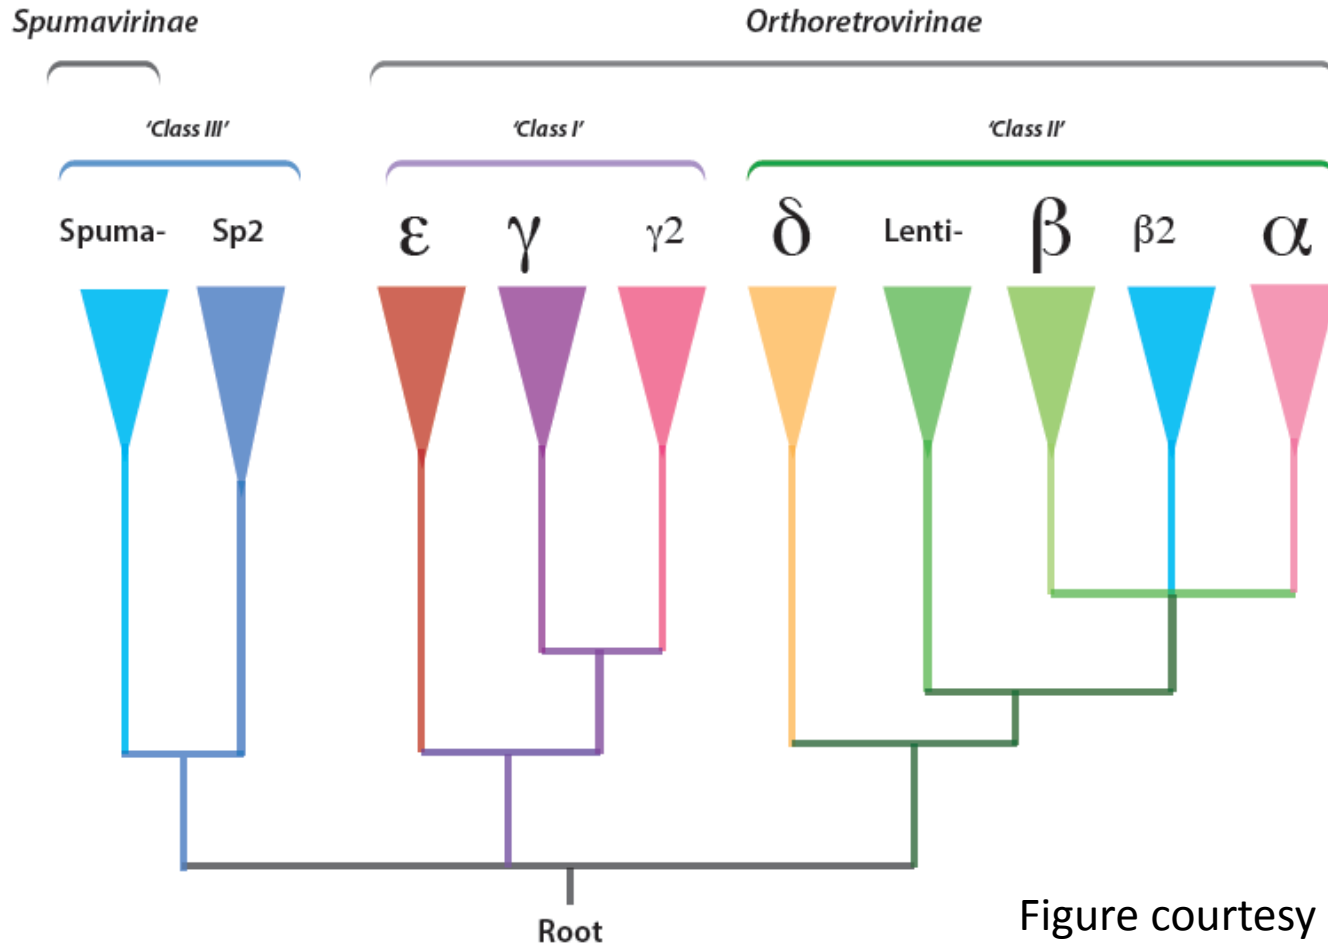 Spumavirinae Orthoretrovirinae
‘Class III’ ‘Class I’ ‘Class II’
Spuma- Sp2 ε γ γ2 δ Lenti- β β2 α
Root
Figure courtesy